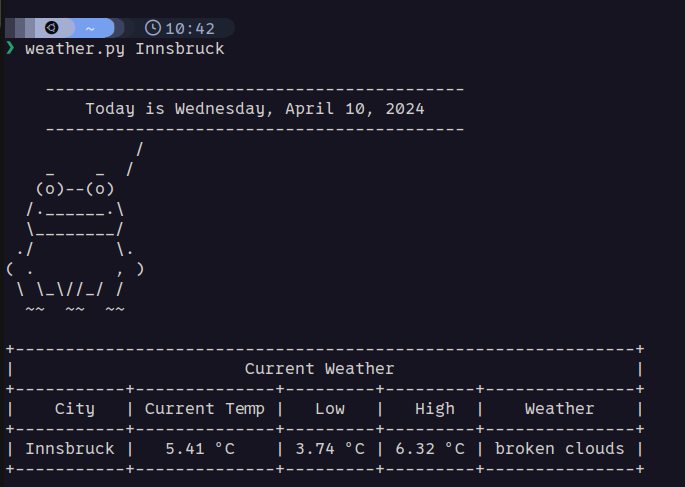 ~ 10:42
❯ weather.py Innsbruck
------------------------------------------
Today is Wednesday, April 10, 2024
------------------------------------------
              /
     _    _  /
   (o)--(o)
  /.______.\
  \________/
 ./        \.
( .        , )
 \ \_\//_/ /
  ~~  ~~  ~~
+--------------------------------------------------------------+
|                       Current Weather                        |
+-----------+--------------+---------+---------+---------------+
|    City   | Current Temp |   Low   |   High  |    Weather    |
+-----------+--------------+---------+---------+---------------+
| Innsbruck |   5.41 °C    | 3.74 °C | 6.32 °C | broken clouds |
+-----------+--------------+---------+---------+---------------+